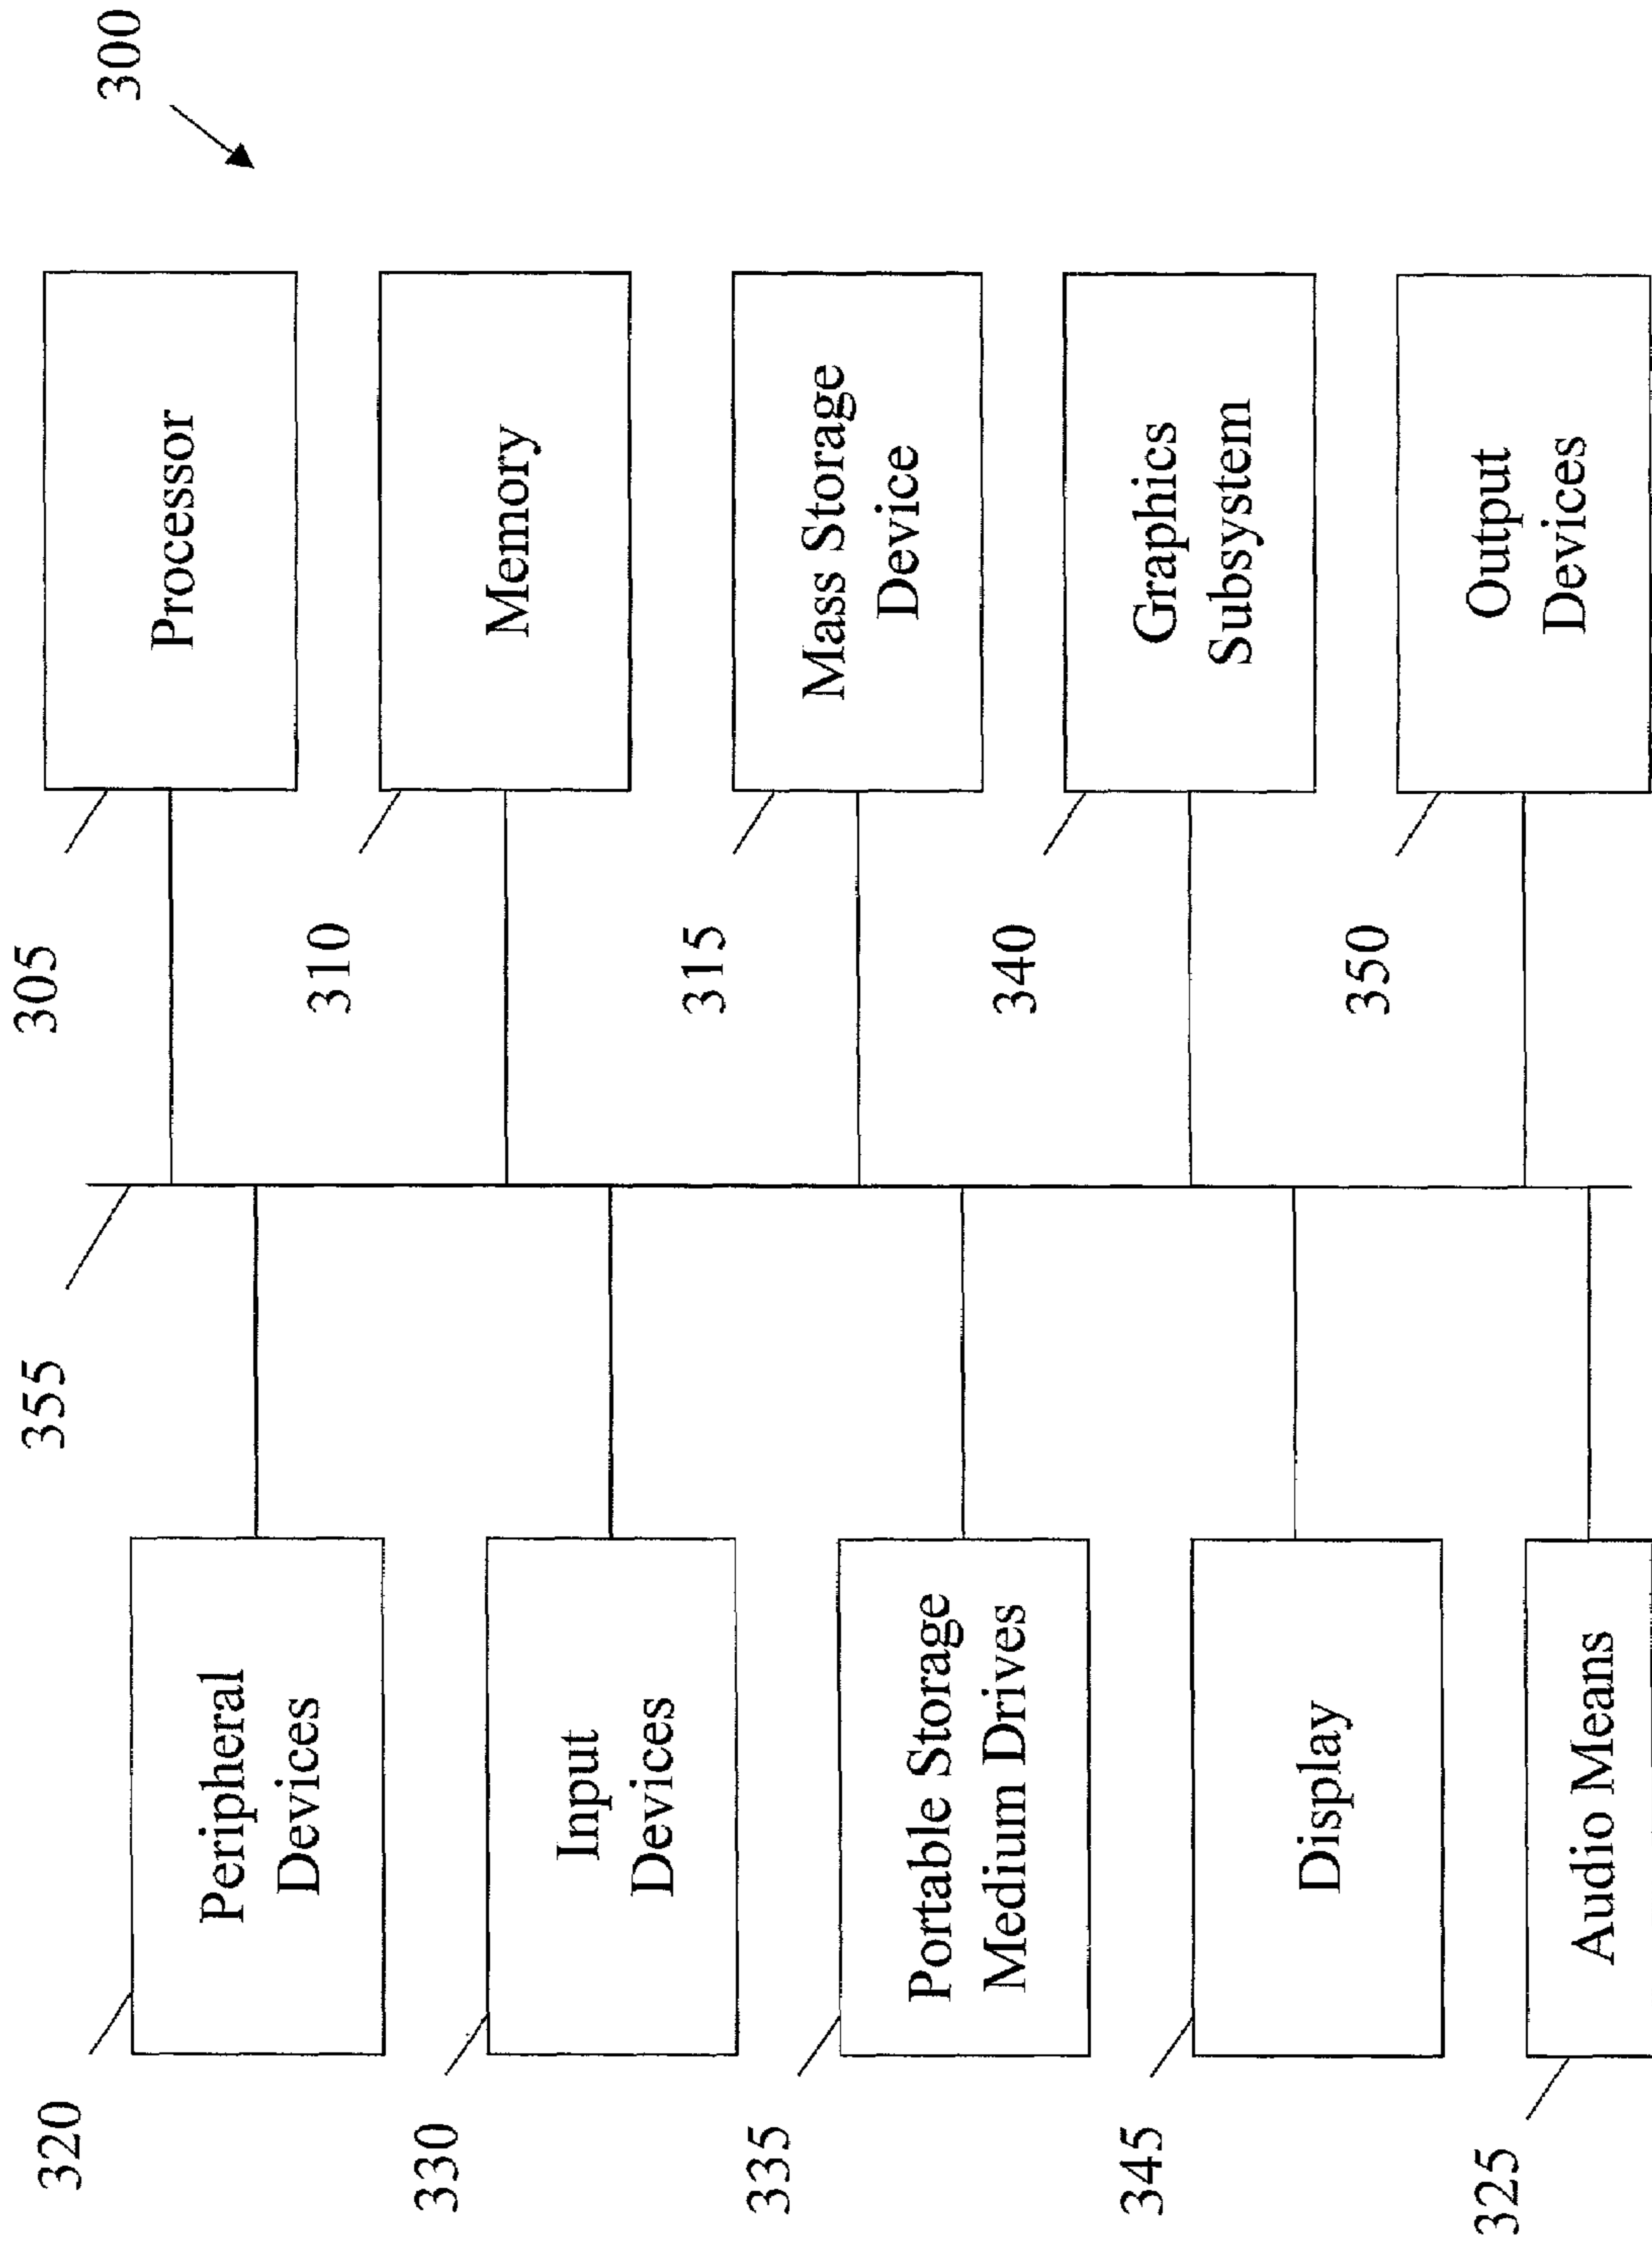 300
305
Processor
310
Memory
315
Mass Storage
Device
340
Graphics
Subsystem
350
Output
Devices
355
320
Peripheral
Devices
330
Input
Devices
335
Portable Storage
Medium Drives
345
Display
325
Audio Means